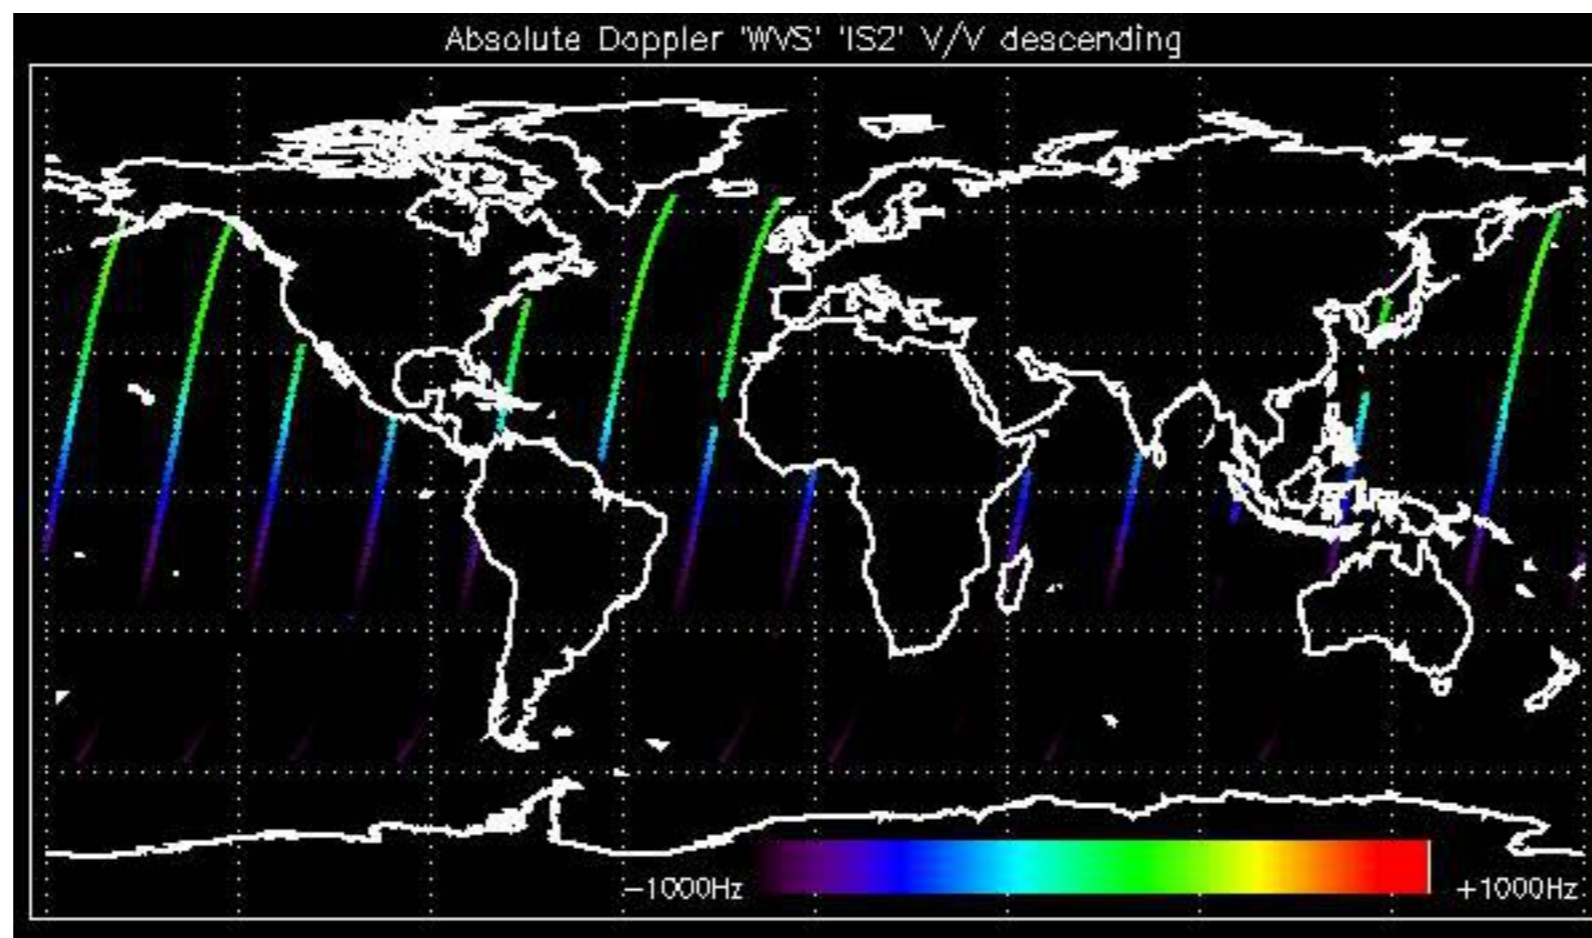 Absolute Doppler 'WVS' 'IS2' V/V descending
-1000Hz +1000Hz